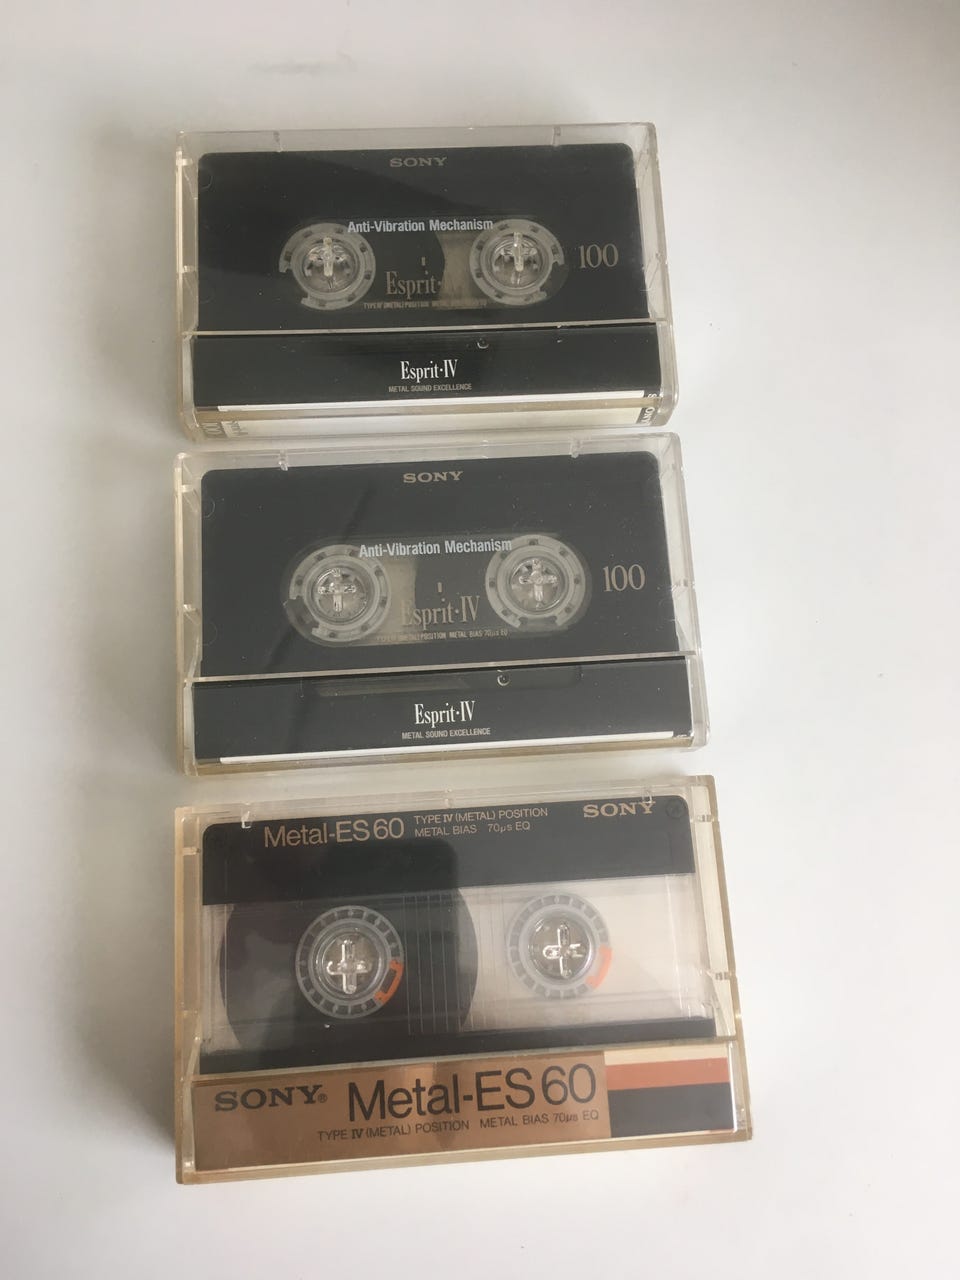 SONY
Anti-Vibration Mechanism
100
Esprit
TYPE IV (METAL) POSITION METAL
Esprit·IV
METAL SOUND EXCELLENCE
SONY
Anti-Vibration Mechanism
100
Esprit·IV
TYPE IV (METAL) POSITION METAL BIAS 70µs EQ
Esprit·IV
METAL SOUND EXCELLENCE
Metal-ES 60 TYPE IV (METAL) POSITION SONY
METAL BIAS 70µs EQ
SONY® Metal-ES 60
TYPE IV (METAL) POSITION METAL BIAS 70µs EQ